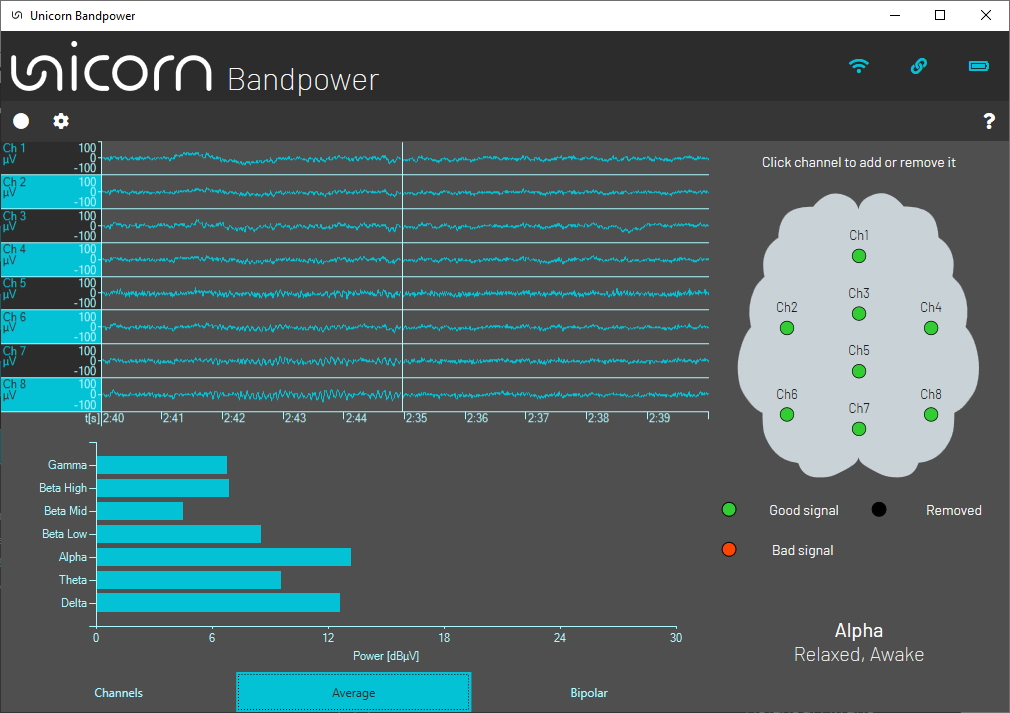 Unicorn Bandpower
unicorn Bandpower
?
Click channel to add or remove it
Ch 1 100
µV 0
-100
Ch 2 100
µV 0
-100
Ch 3 100
µV 0
-100
Ch 4 100
µV 0
-100
Ch 5 100
µV 0
-100
Ch 6 100
µV 0
-100
Ch 7 100
µV 0
-100
Ch 8 100
µV 0
-100
t[s] 2:40 2:41 2:42 2:43 2:44 2:35 2:36 2:37 2:38 2:39
Ch1
Ch3
Ch2 Ch4
Ch5
Ch6 Ch8
Ch7
Good signal Removed
Bad signal
Gamma
Beta High
Beta Mid
Beta Low
Alpha
Theta
Delta
0 6 12 18 24 30
Power [dBµV]
Alpha
Relaxed, Awake
Channels Average Bipolar